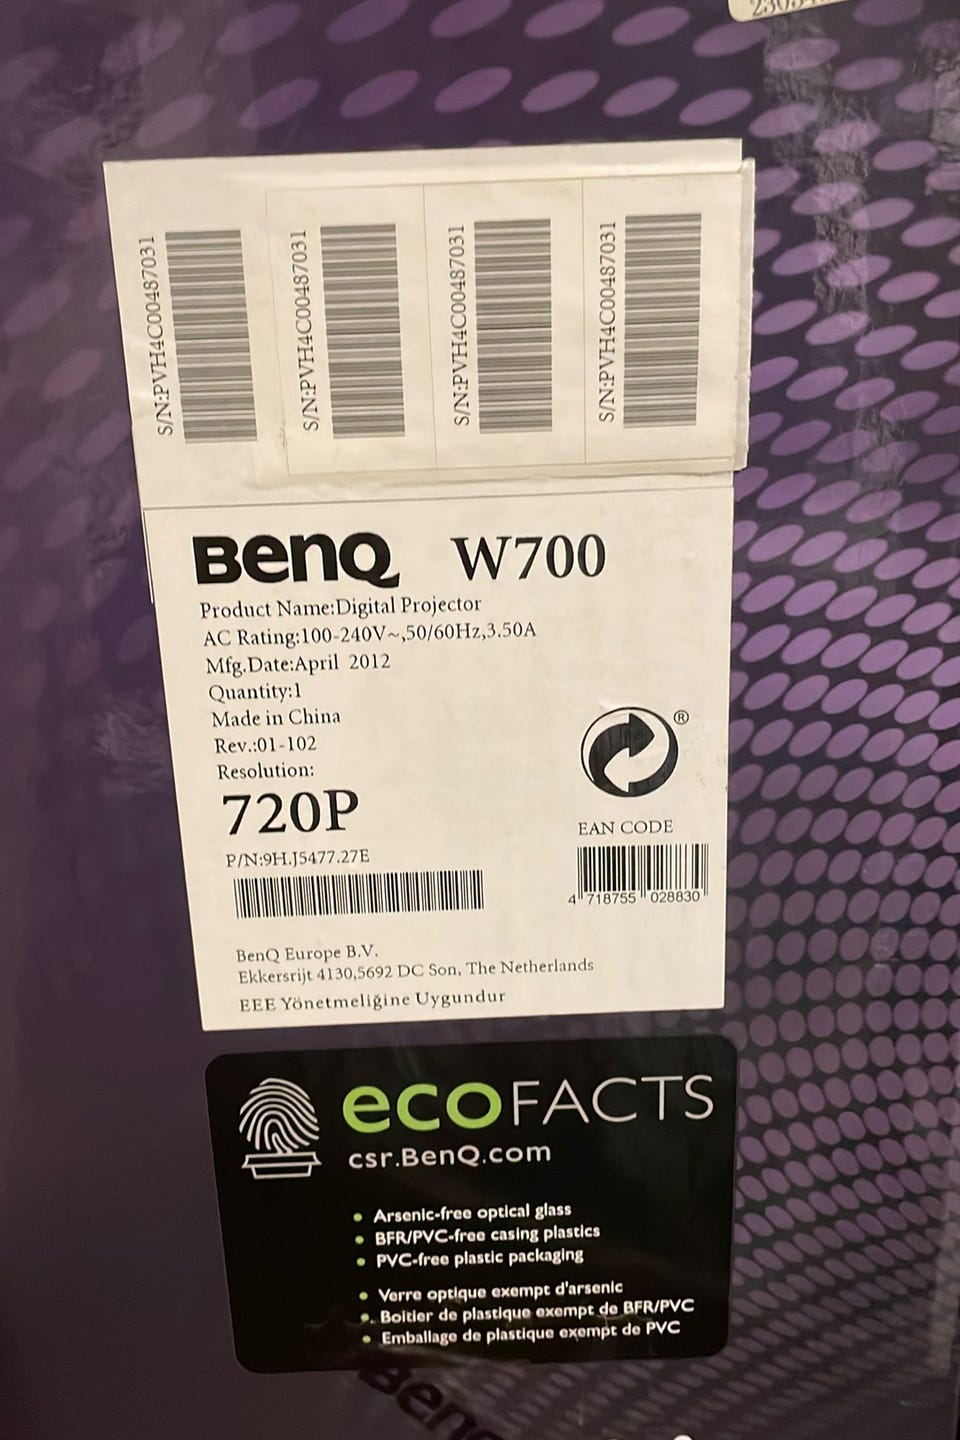 S/N:PVH4C00487031
S/N:PVH4C00487031
S/N:PVH4C00487031
S/N:PVH4C00487031
BenQ W700
Product Name:Digital Projector
AC Rating:100-240V~,50/60Hz,3.50A
Mfg.Date:April 2012
Quantity:1
Made in China
Rev.:01-102
Resolution:
720P
P/N:9H.J5477.27E
®
EAN CODE
4 718755 028830
BenQ Europe B.V.
Ekkersrijt 4130,5692 DC Son, The Netherlands
EEE Yönetmeliğine Uygundur
ecoFACTS
csr.BenQ.com
• Arsenic-free optical glass
• BFR/PVC-free casing plastics
• PVC-free plastic packaging
• Verre optique exempt d'arsenic
• Boitier de plastique exempt de BFR/PVC
• Emballage de plastique exempt de PVC